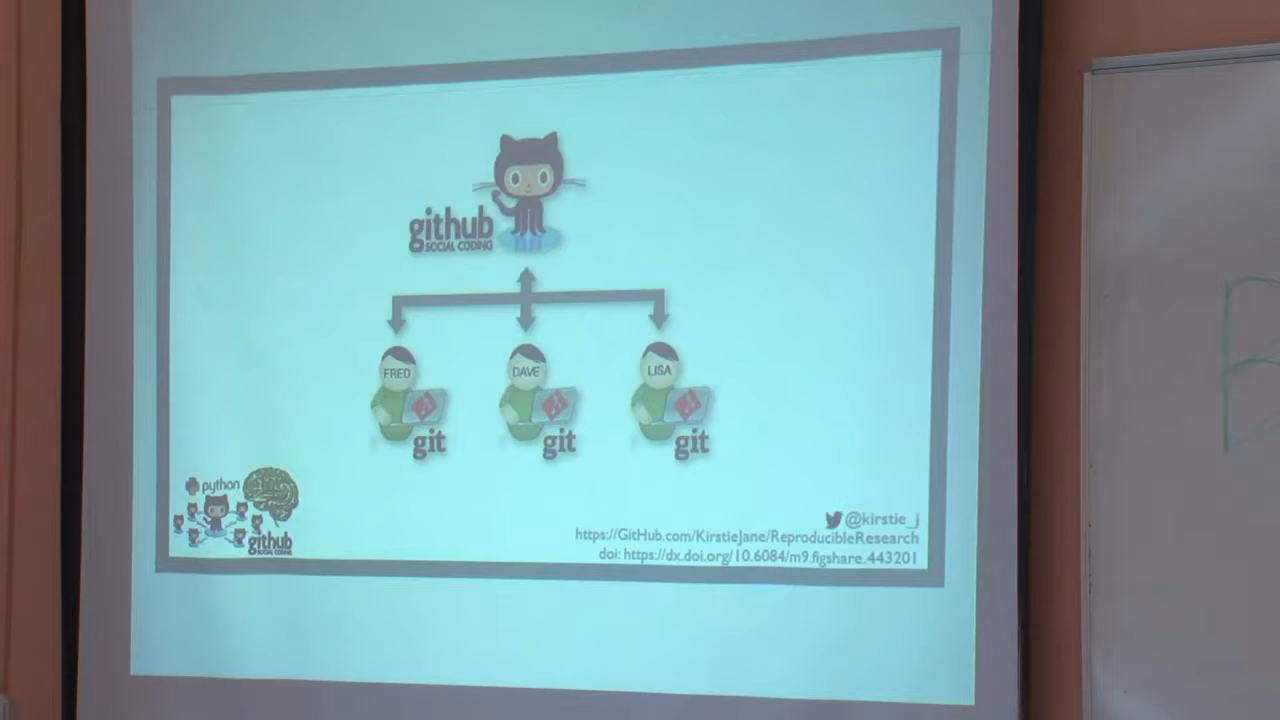 github
SOCIAL CODING
FRED
DAVE
LISA
git
git
git
python
github
SOCIAL CODING
@kirstie_j
https://GitHub.com/KirstieJane/ReproducibleResearch
doi: https://dx.doi.org/10.6084/m9.figshare.443201